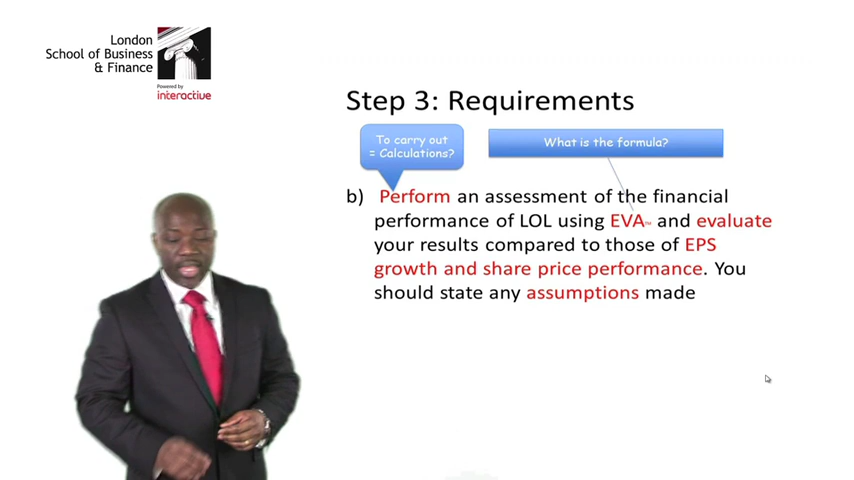 London
School of Business
& Finance
Powered by
interactive
Step 3: Requirements
To carry out
= Calculations?
What is the formula?
b) Perform an assessment of the financial
performance of LOL using EVA™ and evaluate
your results compared to those of EPS
growth and share price performance. You
should state any assumptions made